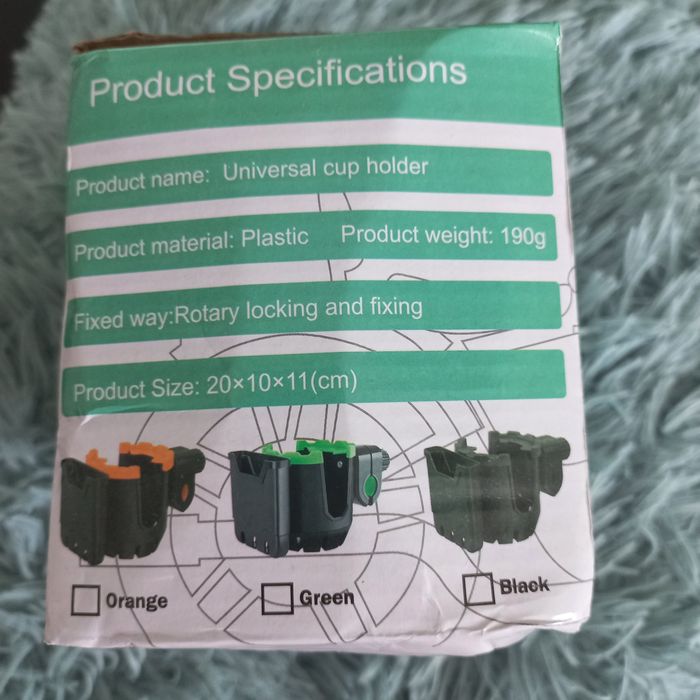 Product Specifications
Product name: Universal cup holder
Product material: Plastic Product weight: 190g
Fixed way:Rotary locking and fixing
Product Size: 20×10×11(cm)
Orange Green Black